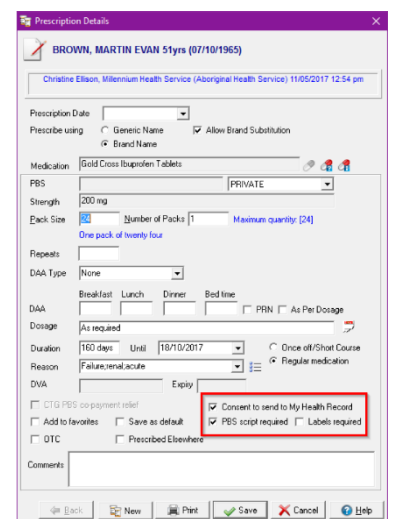 Prescription Details
BROWN, MARTIN EVAN 51yrs (07/10/1965)
Christine Ellison, Millennium Health Service (Aboriginal Health Service) 11/05/2017 12:54 pm
Prescription Date
Prescribe using Generic Name Allow Brand Substitution
Brand Name
Medication Gold Cross Ibuprofen Tablets
PBS PRIVATE
Strength 200 mg
Pack Size 24 Number of Packs 1 Maximum quantity: [24]
One pack of twenty four
Repeats
DAA Type None
Breakfast Lunch Dinner Bed time
DAA PRN As Per Dosage
Dosage As required
Duration 160 days Until 18/10/2017 Once off/Short Course
Reason Failure;renal;acute Regular medication
DVA Expiry
CTG PBS co-payment relief Consent to send to My Health Record
Add to favorites Save as default PBS script required Labels required
OTC Prescribed Elsewhere
Comments
Back New Print Save Cancel Help